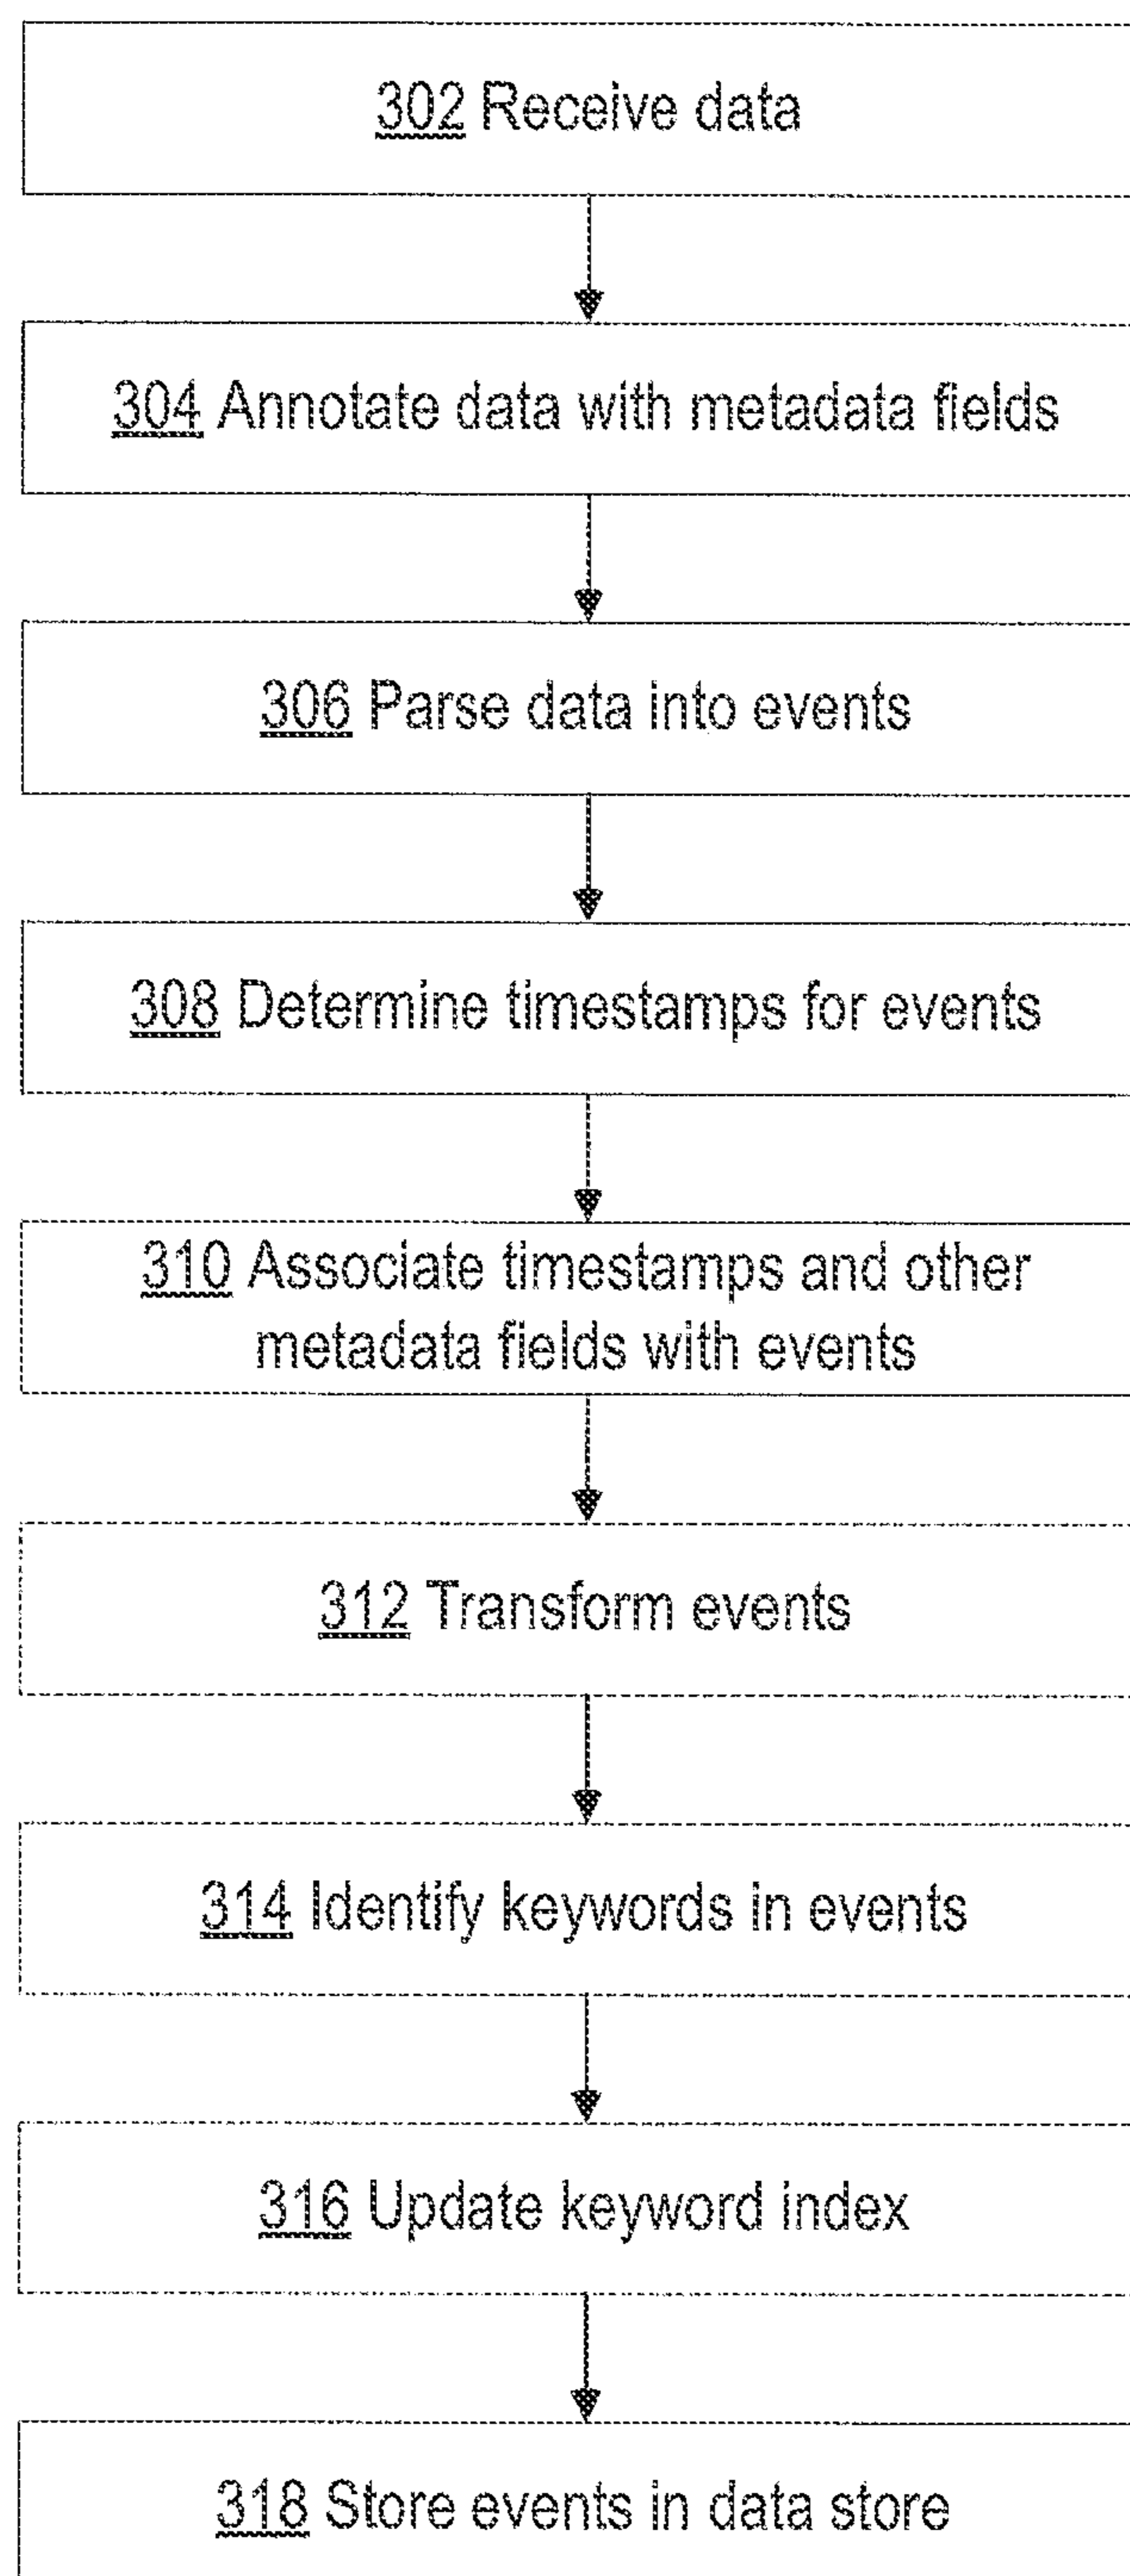 302 Receive data
304 Annotate data with metadata fields
306 Parse data into events
308 Determine timestamps for events
310 Associate timestamps and other
metadata fields with events
312 Transform events
314 Identify keywords in events
316 Update keyword index
318 Store events in data store